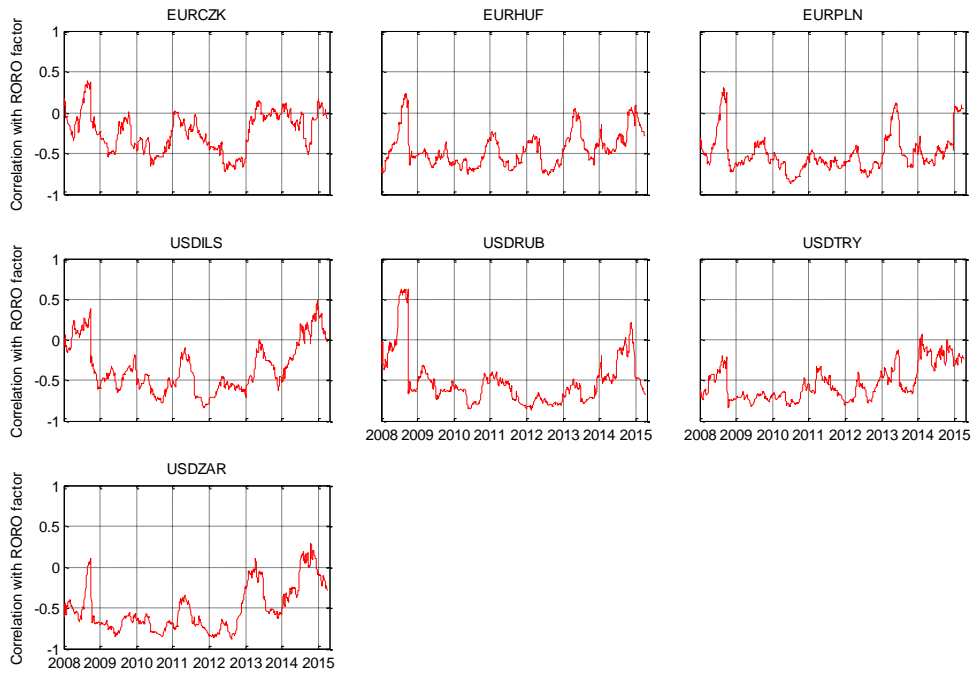 EURCZK
EURHUF
EURPLN
Correlation with RORO factor
1
0.5
0
-0.5
-1
USDILS
USDRUB
USDTRY
Correlation with RORO factor
1
0.5
0
-0.5
-1
2008 2009 2010 2011 2012 2013 2014 2015
2008 2009 2010 2011 2012 2013 2014 2015
USDZAR
Correlation with RORO factor
1
0.5
0
-0.5
-1
2008 2009 2010 2011 2012 2013 2014 2015